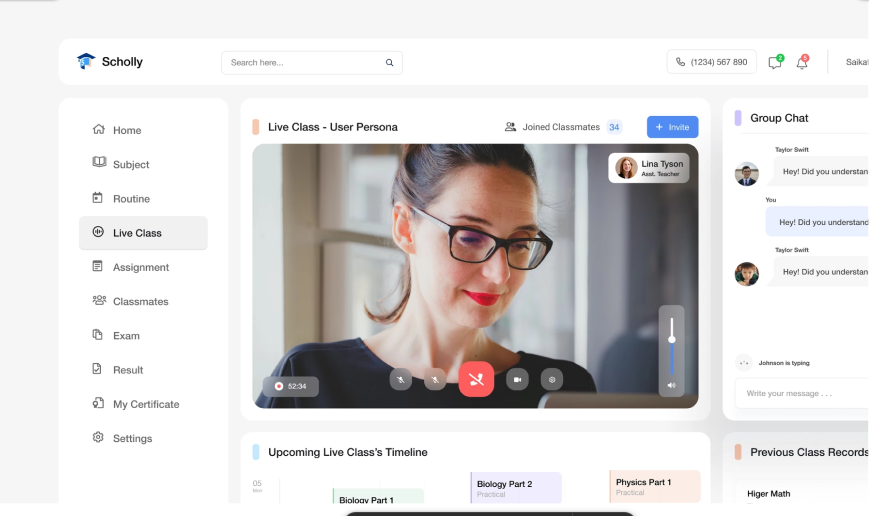 Scholly
Search here...
(1234) 567 890
3
5
Home
Subject
Routine
Live Class
Assignment
Classmates
Exam
Result
My Certificate
Settings
Live Class - User Persona
Joined Classmates 34
+ Invite
Lina Tyson
Asst. Teacher
52:34
Group Chat
Taylor Swift
Hey! Did you understan
You
Hey! Did you understand
Taylor Swift
Hey! Did you understan
Johnson is typing
Write your message . . .
Upcoming Live Class's Timeline
05
Nov
Biology Part 1
Biology Part 2
Practical
Physics Part 1
Practical
Previous Class Records
Higer Math